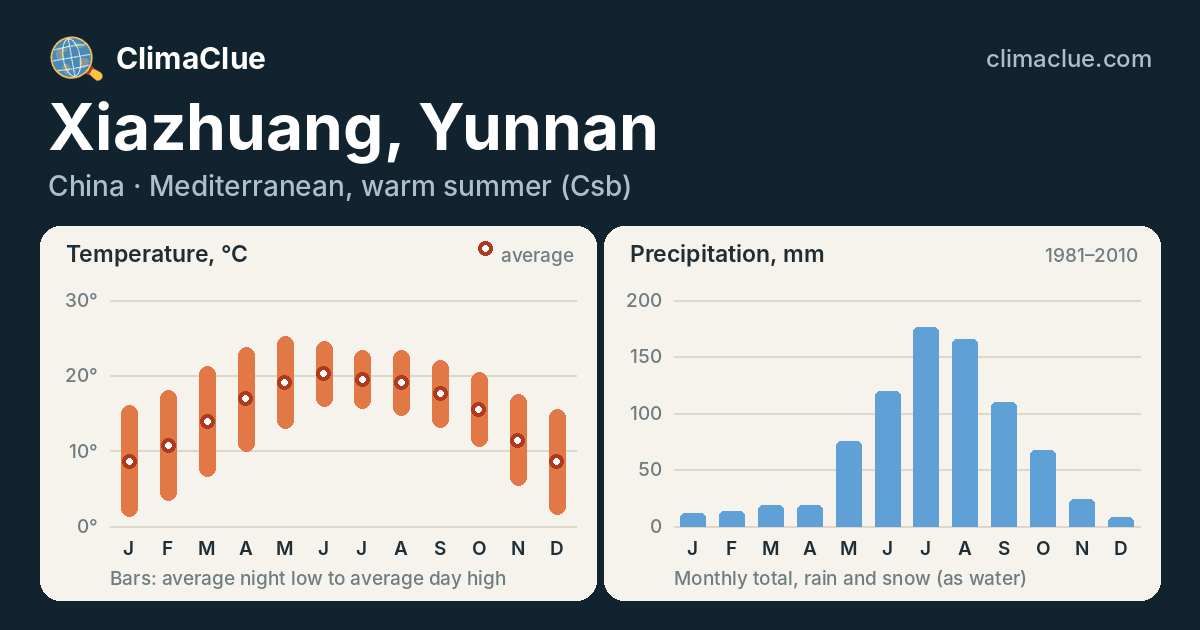 ClimaClue
climaclue.com
Xiazhuang, Yunnan
China · Mediterranean, warm summer (Csb)
Temperature, °C
average
30°
20°
10°
0°
J F M A M J J A S O N D
Bars: average night low to average day high
Precipitation, mm
1981–2010
200
150
100
50
0
J F M A M J J A S O N D
Monthly total, rain and snow (as water)